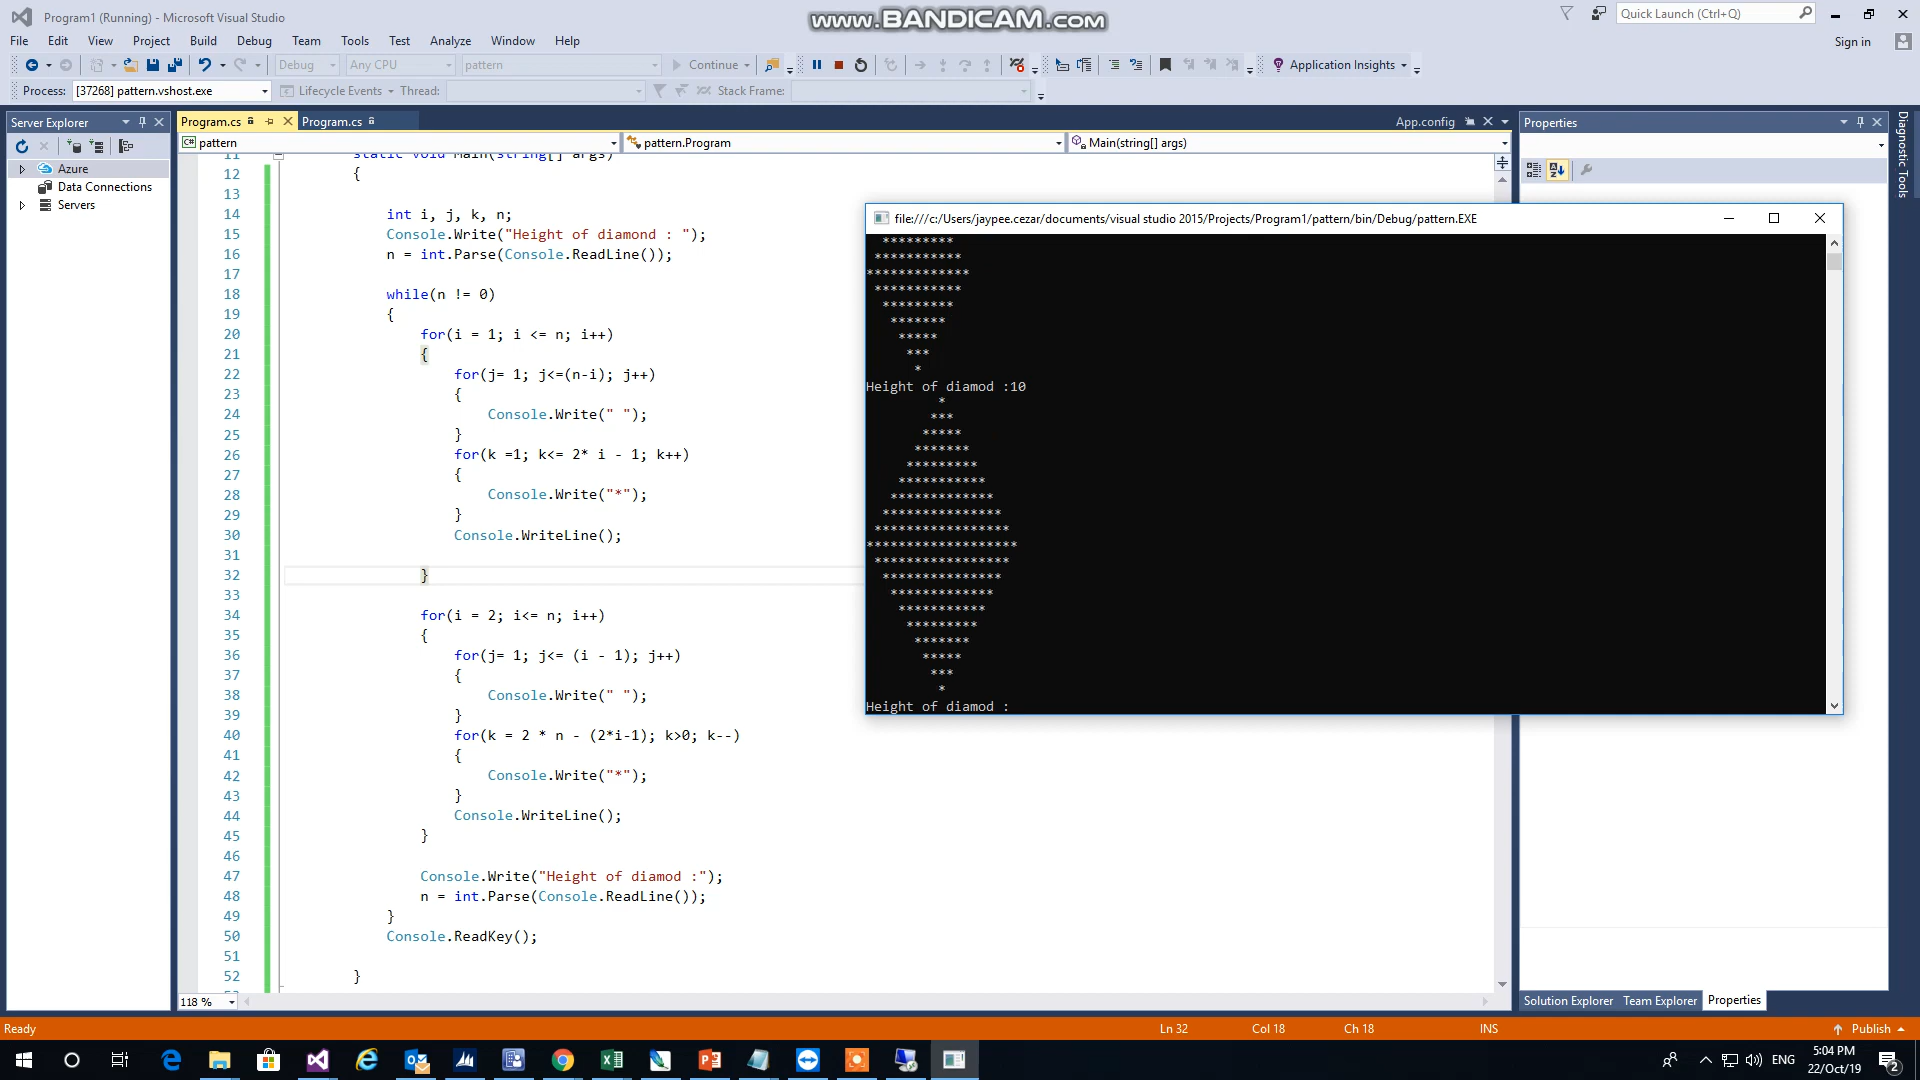 Program1 (Running) - Microsoft Visual Studio
www.BANDICAM.com
Quick Launch (Ctrl+Q)
File Edit View Project Build Debug Team Tools Test Analyze Window Help
Sign in
Debug Any CPU pattern Continue Application Insights
Process: [37268] pattern.vshost.exe Lifecycle Events Thread: Stack Frame:
Server Explorer
Azure
Data Connections
Servers
Program.cs Program.cs App.config
pattern pattern.Program Main(string[] args)
11 static void Main(string[] args)
12 {
13
14 int i, j, k, n;
15 Console.Write("Height of diamond : ");
16 n = int.Parse(Console.ReadLine());
17
18 while(n != 0)
19 {
20 for(i = 1; i <= n; i++)
21 {
22 for(j= 1; j<=(n-i); j++)
23 {
24 Console.Write(" ");
25 }
26 for(k =1; k<= 2* i - 1; k++)
27 {
28 Console.Write("*");
29 }
30 Console.WriteLine();
31
32 }
33
34 for(i = 2; i<= n; i++)
35 {
36 for(j= 1; j<= (i - 1); j++)
37 {
38 Console.Write(" ");
39 }
40 for(k = 2 * n - (2*i-1); k>0; k--)
41 {
42 Console.Write("*");
43 }
44 Console.WriteLine();
45 }
46
47 Console.Write("Height of diamod :");
48 n = int.Parse(Console.ReadLine());
49 }
50 Console.ReadKey();
51
52 }
118 %
file:///c:/Users/jaypee.cezar/documents/visual studio 2015/Projects/Program1/pattern/bin/Debug/pattern.EXE
  *********
 ***********
*************
 ***********
  *********
   *******
    *****
     ***
      *
Height of diamod :10
         *
        ***
       *****
      *******
     *********
    ***********
   *************
  ***************
 *****************
*******************
 *****************
  ***************
   *************
    ***********
     *********
      *******
       *****
        ***
         *
Height of diamod :
Properties
Diagnostic Tools
Solution Explorer Team Explorer Properties
Ready Ln 32 Col 18 Ch 18 INS Publish
ENG
5:04 PM
22/Oct/19
2